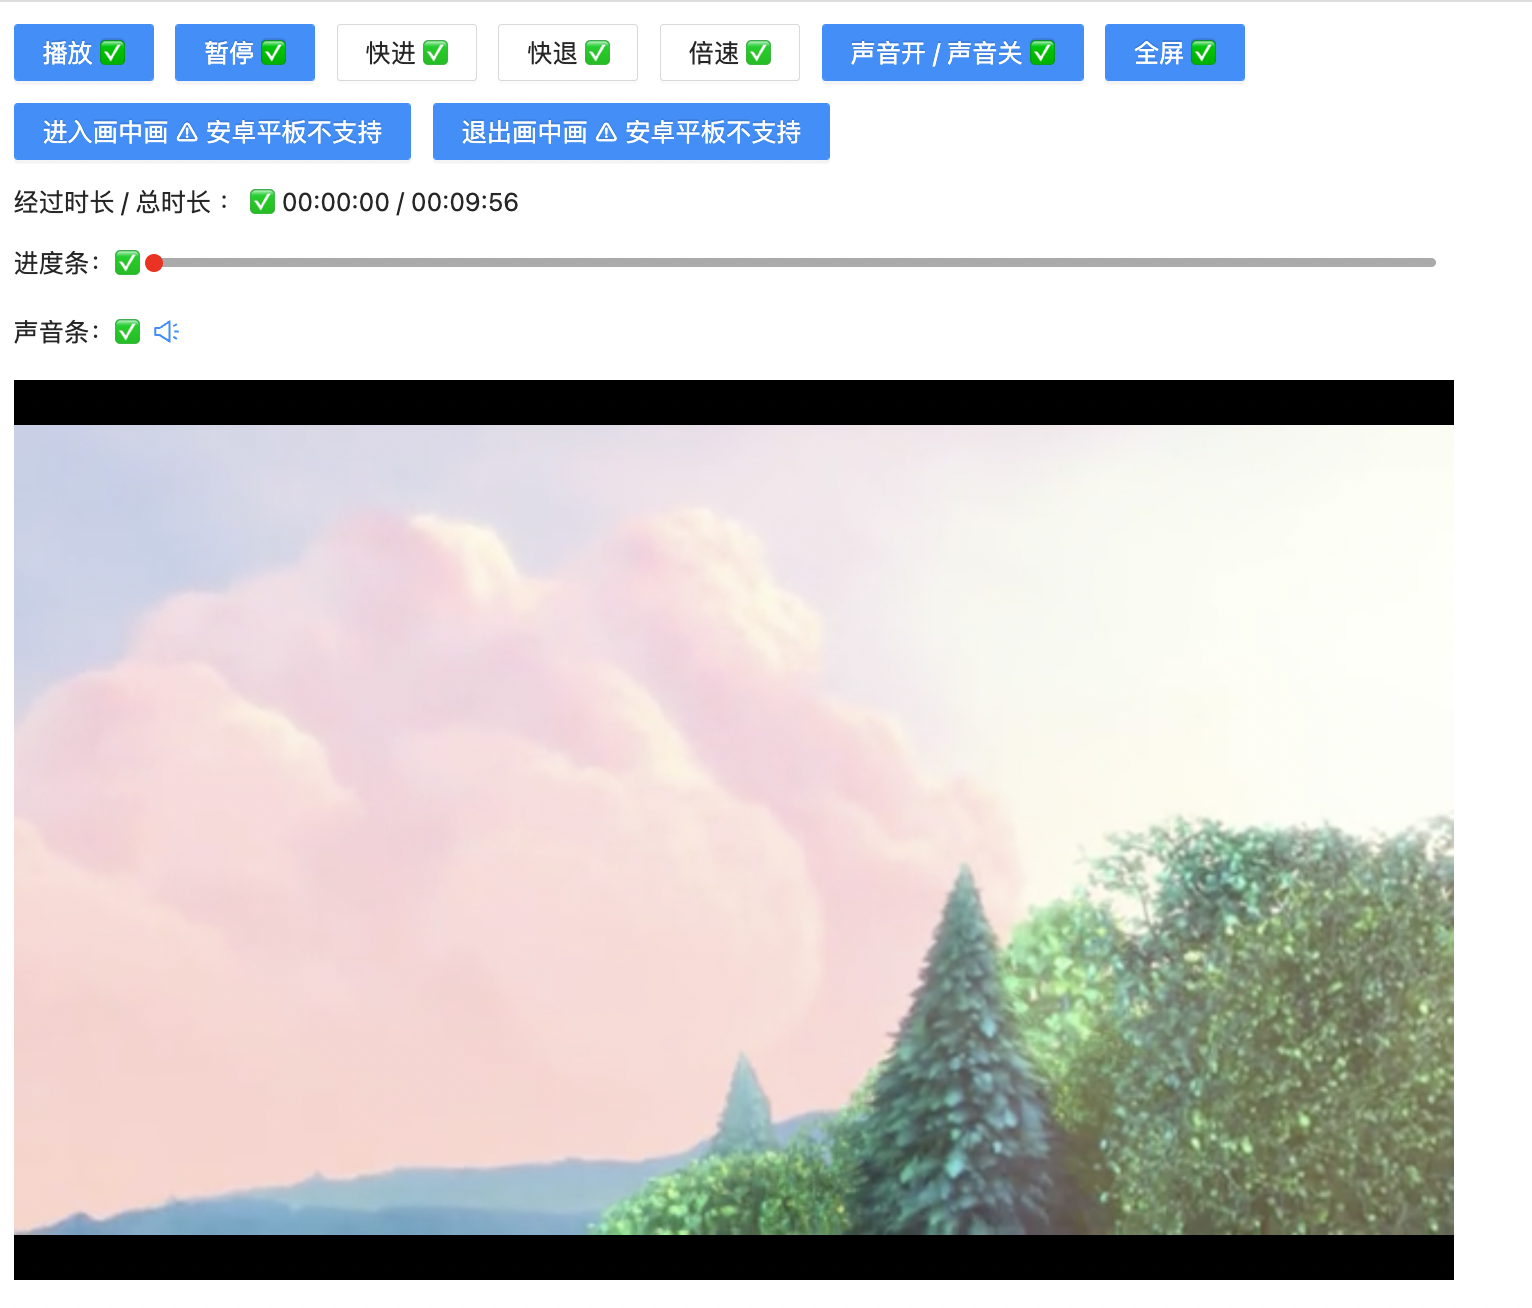 播放 ✅ 暂停 ✅ 快进 ✅ 快退 ✅ 倍速 ✅ 声音开 / 声音关 ✅ 全屏 ✅
进入画中画 ⚠ 安卓平板不支持 退出画中画 ⚠ 安卓平板不支持
经过时长 / 总时长： ✅ 00:00:00 / 00:09:56
进度条： ✅
声音条： ✅